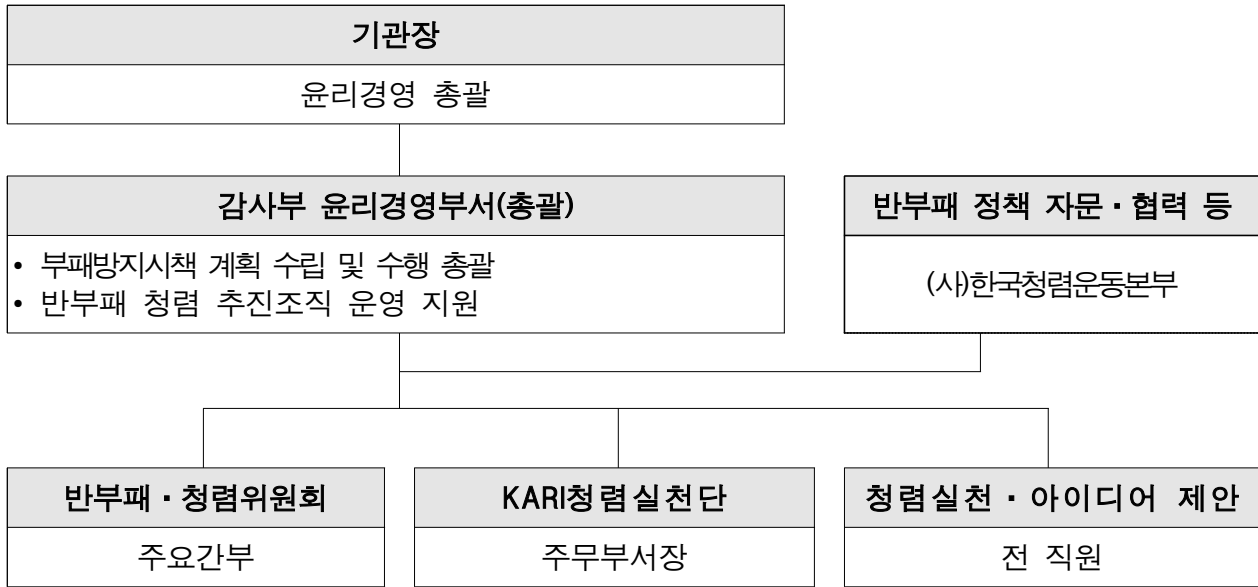 기관장
윤리경영 총괄
감사부 윤리경영부서(총괄)
• 부패방지시책 계획 수립 및 수행 총괄
• 반부패 청렴 추진조직 운영 지원
반부패 정책 자문·협력 등
(사)한국청렴운동본부
반부패·청렴위원회
주요간부
KARI청렴실천단
주무부서장
청렴실천·아이디어 제안
전 직원